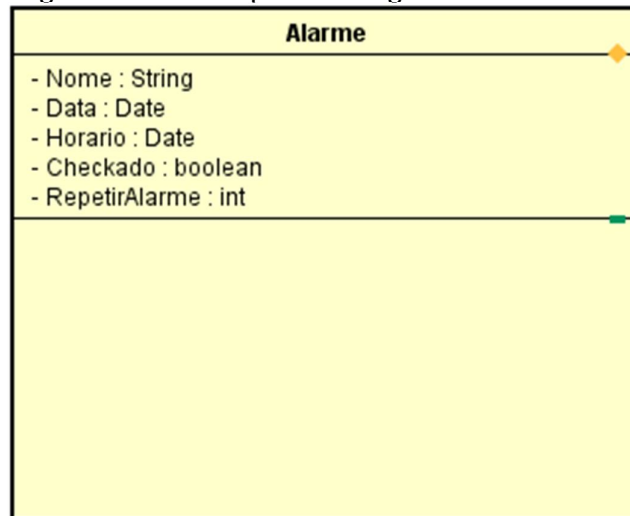 Alarme
- Nome : String
- Data : Date
- Horario : Date
- Checkado : boolean
- RepetirAlarme : int